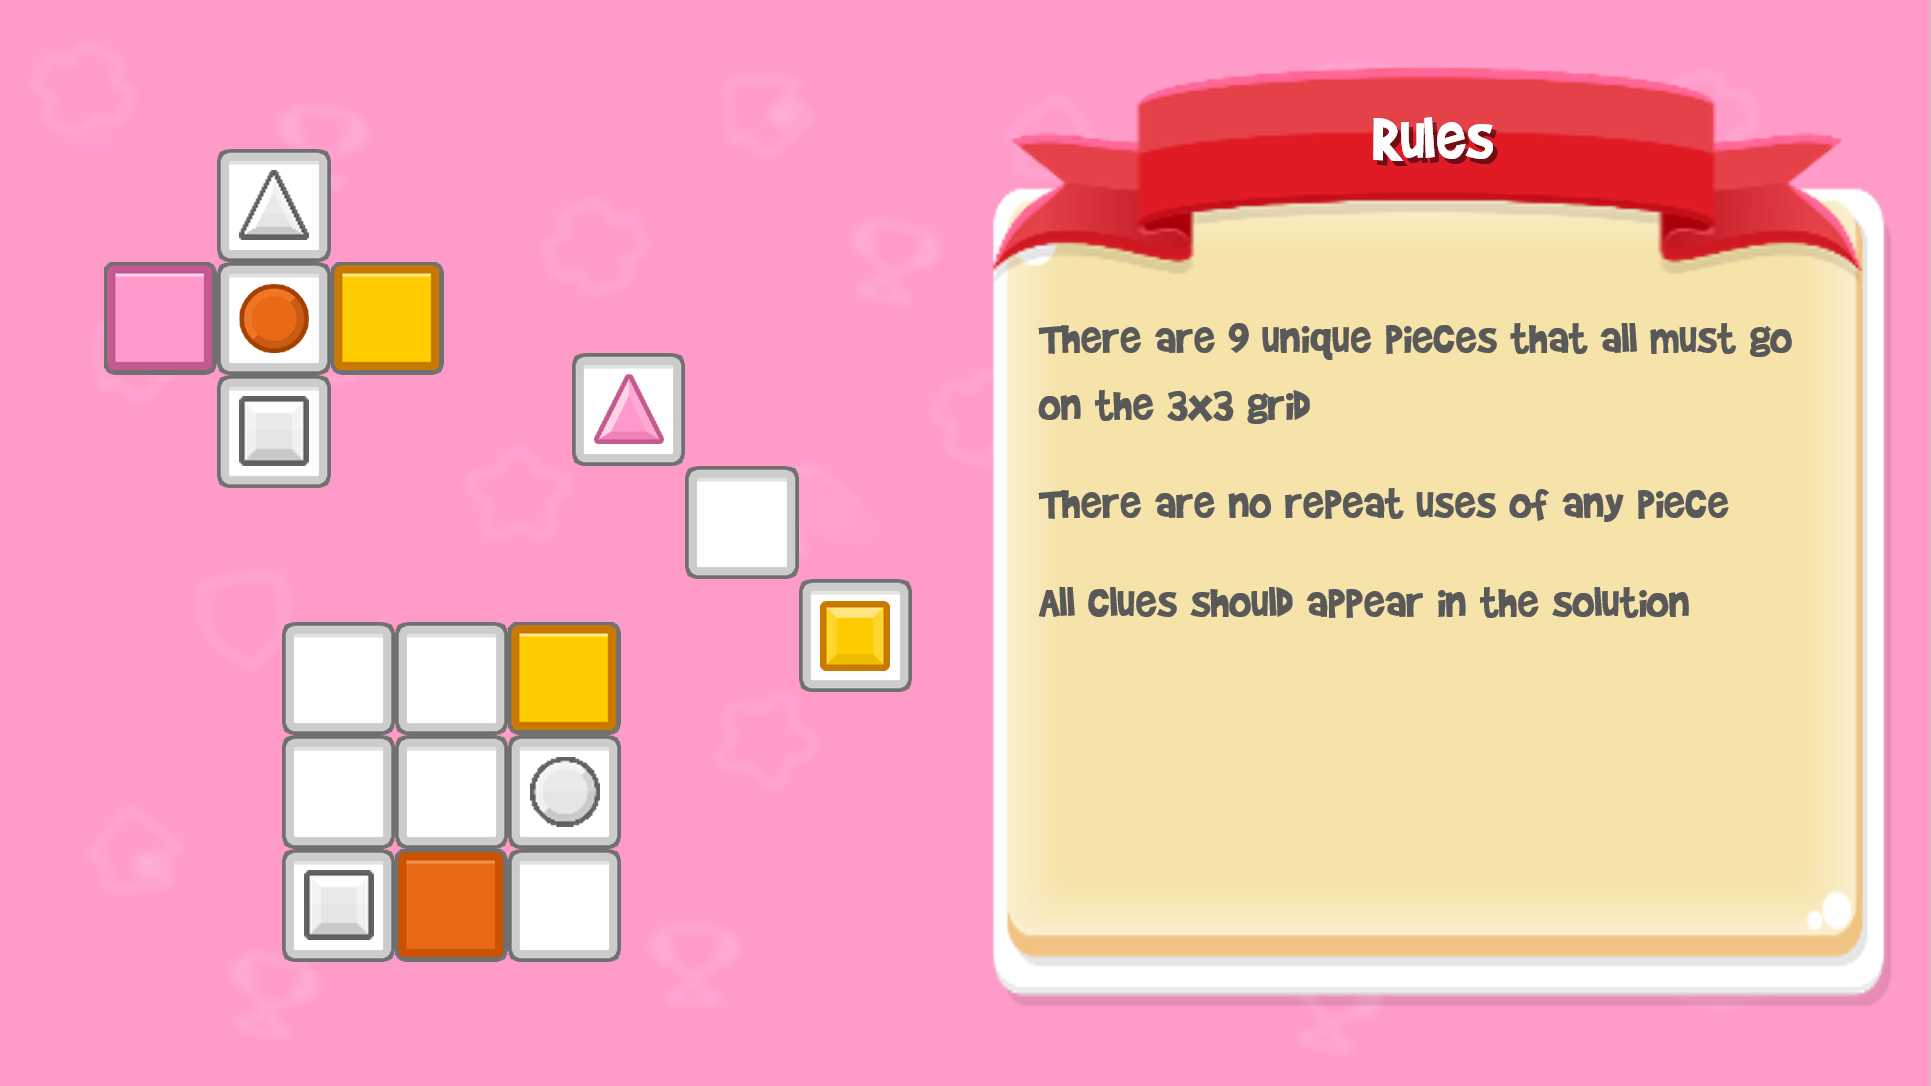 Rules
There are 9 unique pieces that all must go
on the 3x3 grid
There are no repeat uses of any piece
All clues should appear in the solution